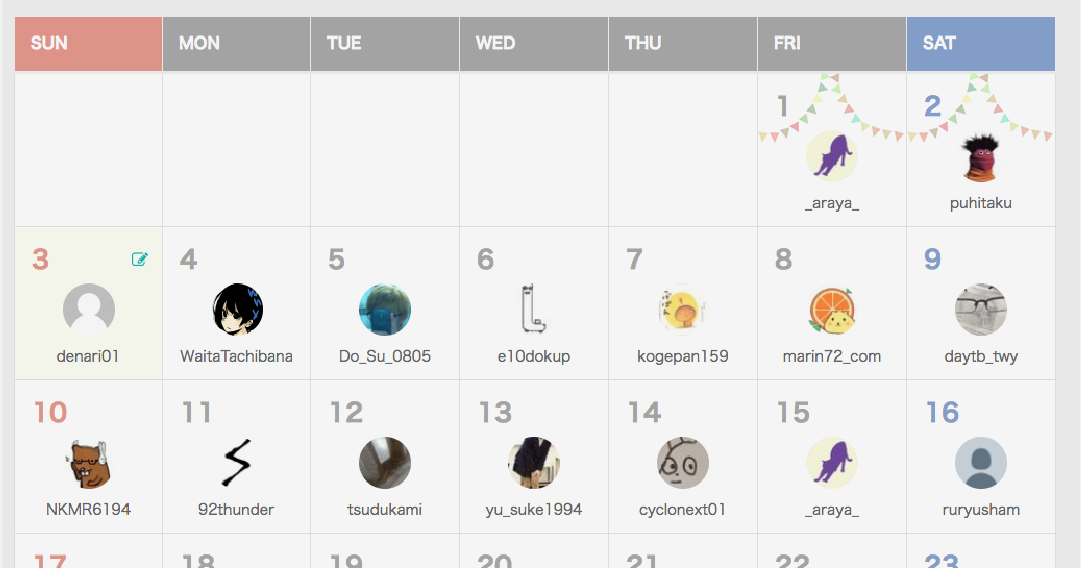 SUN MON TUE WED THU FRI SAT
1 2
_araya_ puhitaku
3 4 5 6 7 8 9
denari01 WaitaTachibana Do_Su_0805 e10dokup kogepan159 marin72_com daytb_twy
10 11 12 13 14 15 16
NKMR6194 92thunder tsudukami yu_suke1994 cyclonext01 _araya_ ruryusham
17 18 19 20 21 22 23